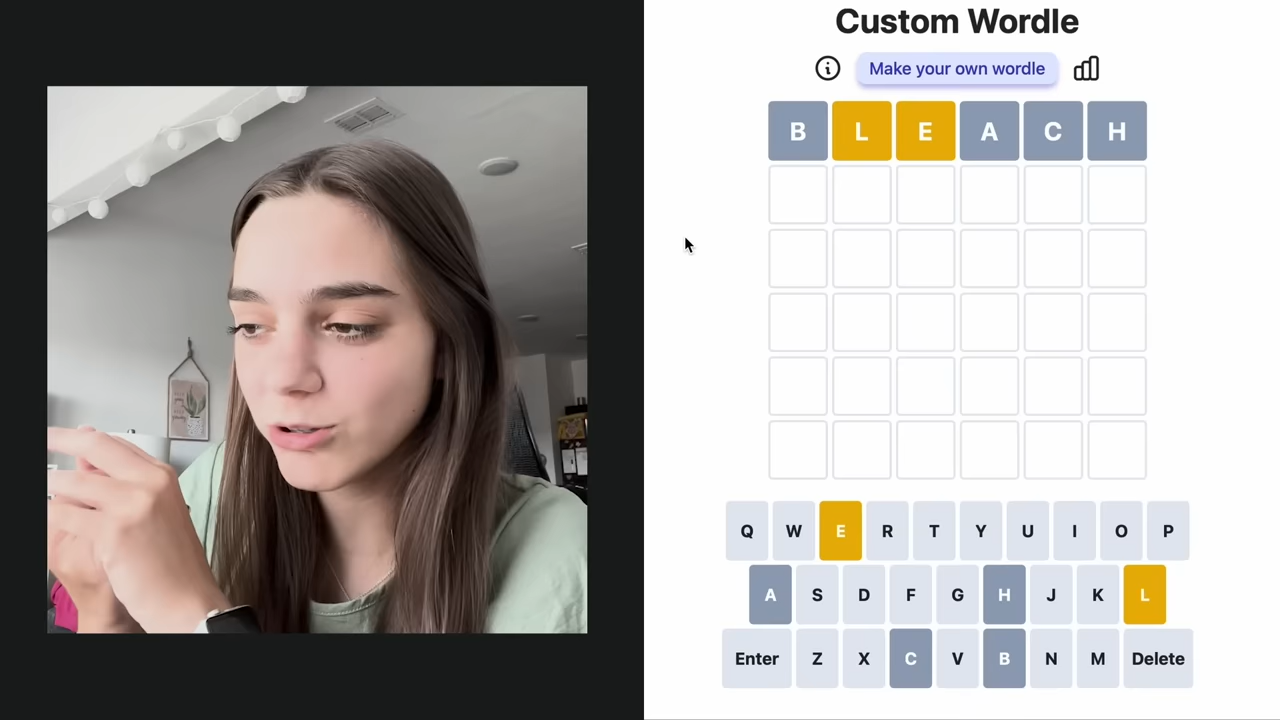 Custom Wordle
Make your own wordle
B L E A C H
Q W E R T Y U I O P
A S D F G H J K L
Enter Z X C V B N M Delete